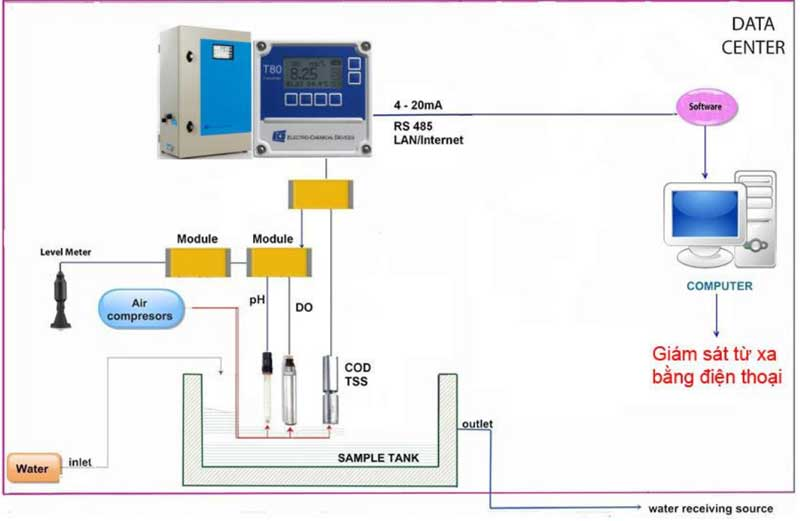 DATA
CENTER
T80
8.25
ELECTRO-CHEMICAL DEVICES
4 - 20mA
RS 485
LAN/Internet
Software
COMPUTER
Giám sát từ xa
bằng điện thoại
Level Meter
Module
Module
Air
compresors
pH
DO
COD
TSS
Water
inlet
SAMPLE TANK
outlet
water receiving source